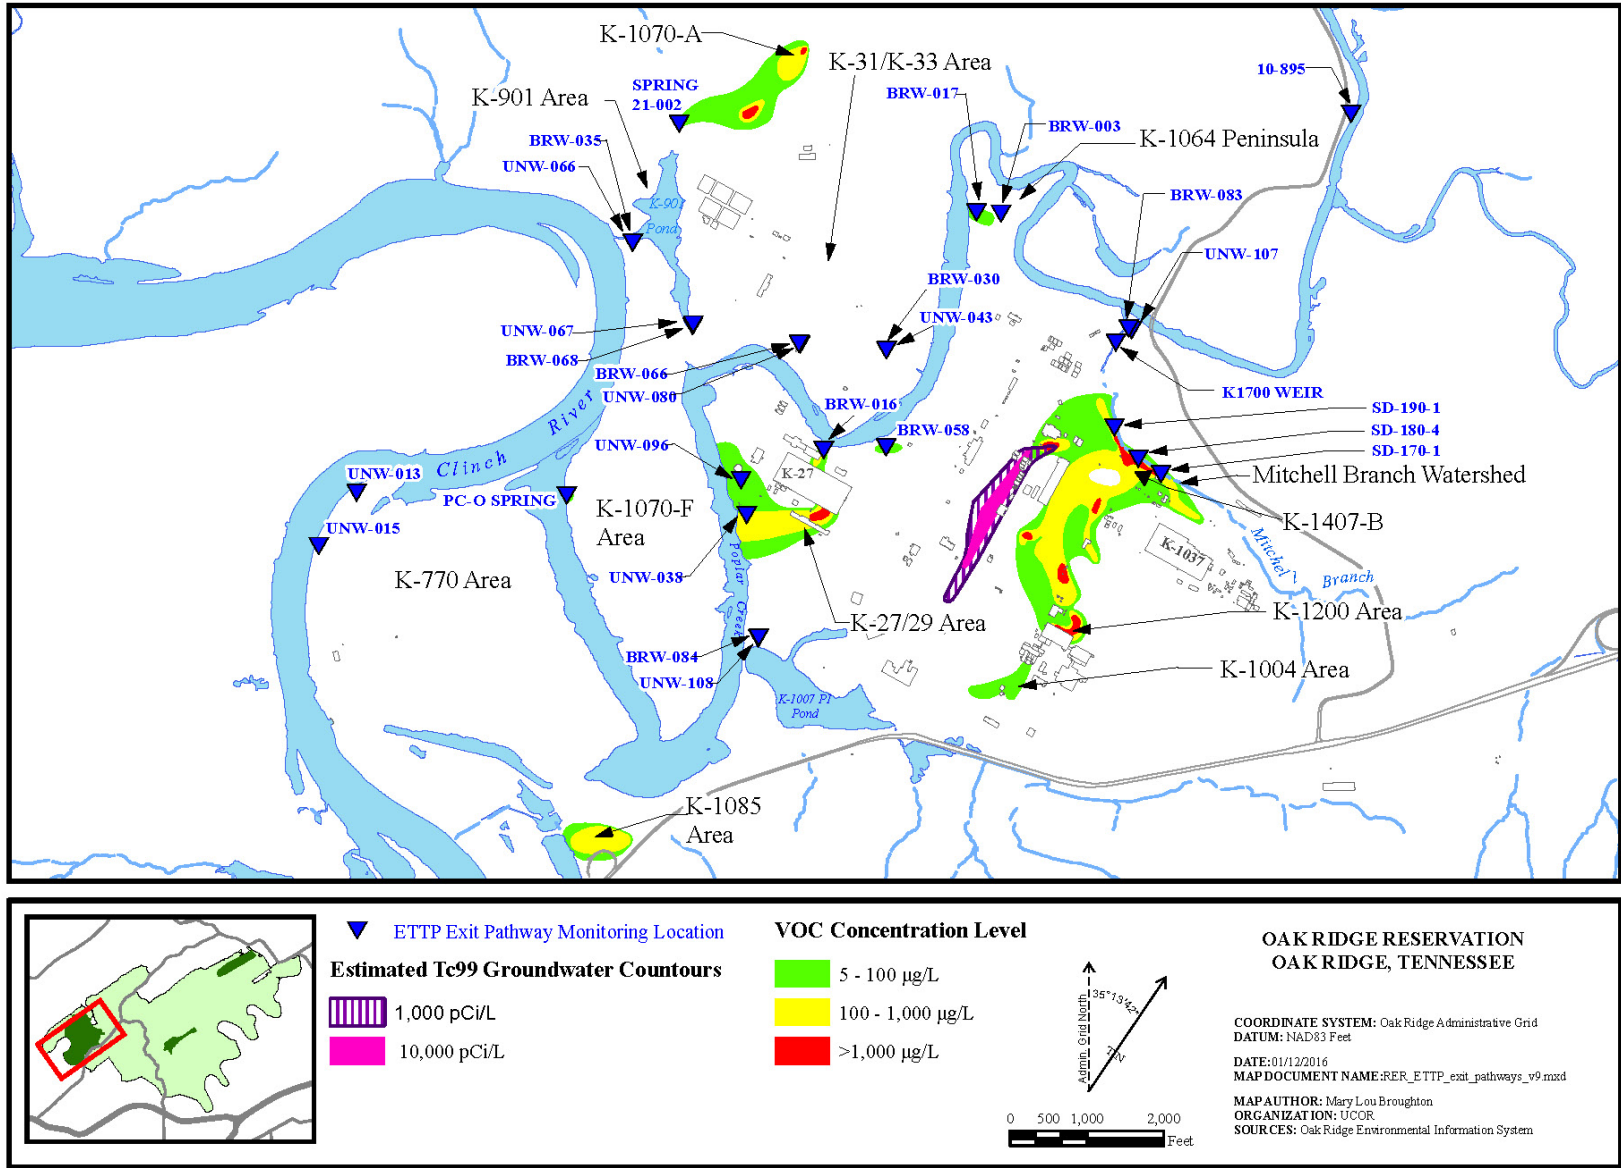 K-1070-A
K-31/K-33 Area
SPRING
21-002
K-901 Area
BRW-017
10-895
BRW-035
BRW-003
K-1064 Peninsula
UNW-066
BRW-083
K-901
Pond
UNW-107
BRW-030
UNW-043
UNW-067
BRW-068
BRW-066
UNW-080
K1700 WEIR
BRW-016
SD-190-1
River
BRW-058
SD-180-4
UNW-096
SD-170-1
Clinch
UNW-013
K-27
Mitchell Branch Watershed
PC-O SPRING
K-1070-F
Area
K-1407-B
UNW-015
K-1037
Mitchel l Branch
K-770 Area
UNW-038
Poplar Creek
K-27/29 Area
K-1200 Area
BRW-084
UNW-108
K-1004 Area
K-1007 P1
Pond
K-1085
Area
ETTP Exit Pathway Monitoring Location
Estimated Tc99 Groundwater Countours
1,000 pCi/L
10,000 pCi/L
VOC Concentration Level
5 - 100 µg/L
100 - 1,000 µg/L
>1,000 µg/L
Admin. Grid North
35°13'42"
TN
0 500 1,000 2,000
Feet
OAK RIDGE RESERVATION
OAK RIDGE, TENNESSEE
COORDINATE SYSTEM: Oak Ridge Administrative Grid
DATUM: NAD83 Feet
DATE:01/12/2016
MAP DOCUMENT NAME:RER_ETTP_exit_pathways_v9.mxd
MAP AUTHOR: Mary Lou Broughton
ORGANIZATION: UCOR
SOURCES: Oak Ridge Environmental Information System